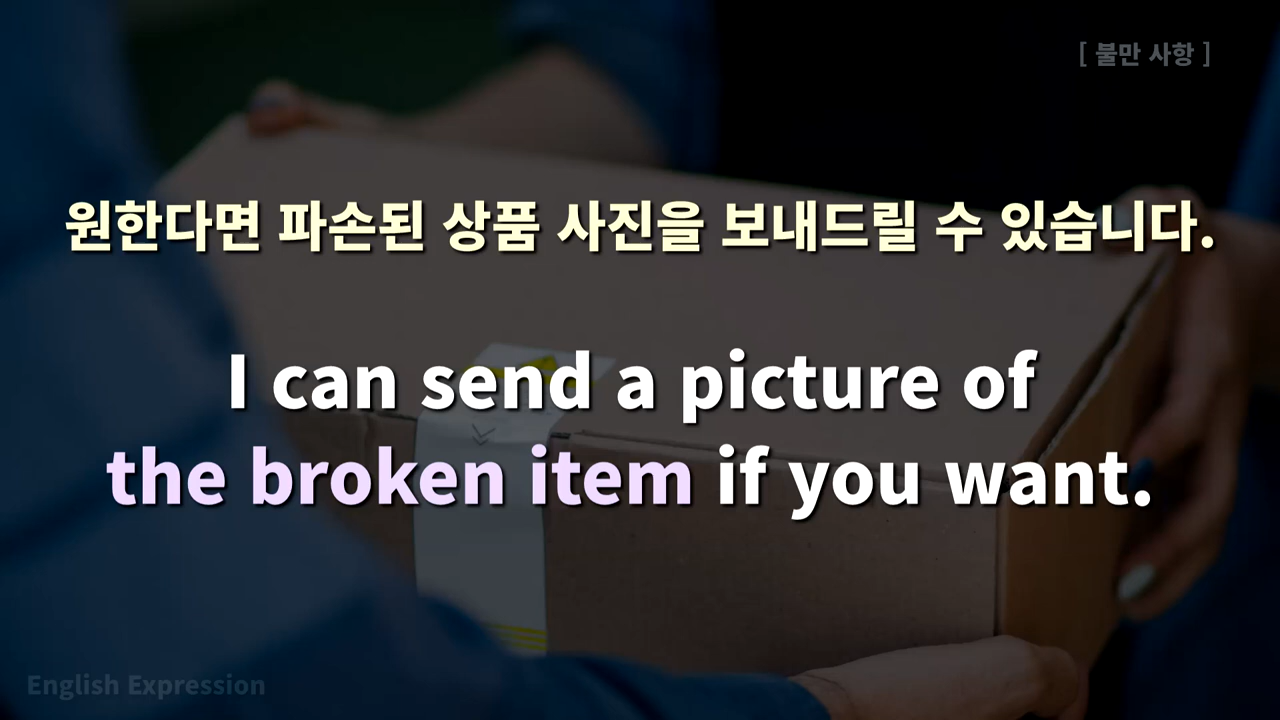 [ 불만 사항 ]
원한다면 파손된 상품 사진을 보내드릴 수 있습니다.
I can send a picture of
the broken item if you want.
English Expression